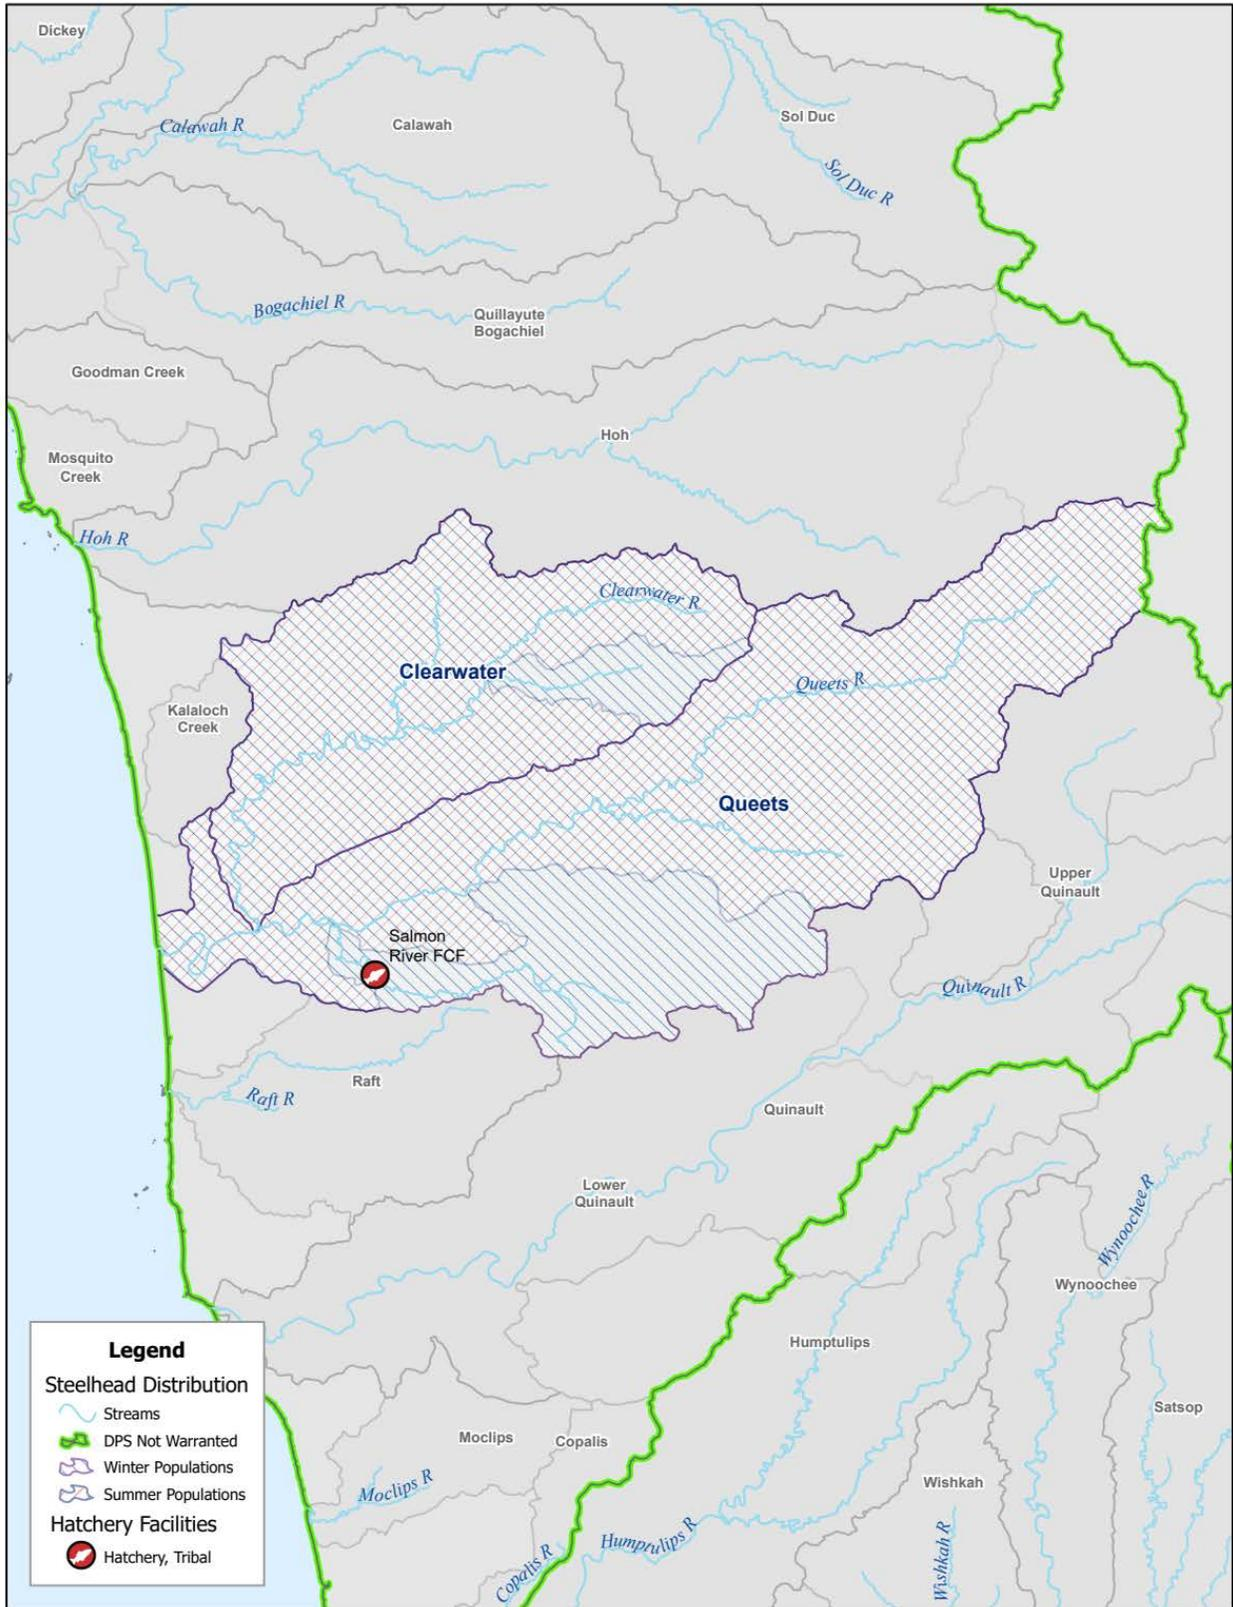 Dickey
Calawah R
Calawah
Sol Duc
Sol Duc R
Bogachiel R
Quillayute
Bogachiel
Goodman Creek
Hoh
Mosquito
Creek
Hoh R
Clearwater R
Clearwater
Queets R
Kalaloch
Creek
Queets
Upper
Quinault
Salmon
River FCF
Quinault R
Raft
Raft R
Quinault
Lower
Quinault
Wynoochee R
Wynoochee
Humptulips
Satsop
Moclips
Copalis
Wishkah
Moclips R
Humptulips R
Copalis R
Wishkah R
Legend
Steelhead Distribution
Streams
DPS Not Warranted
Winter Populations
Summer Populations
Hatchery Facilities
Hatchery, Tribal